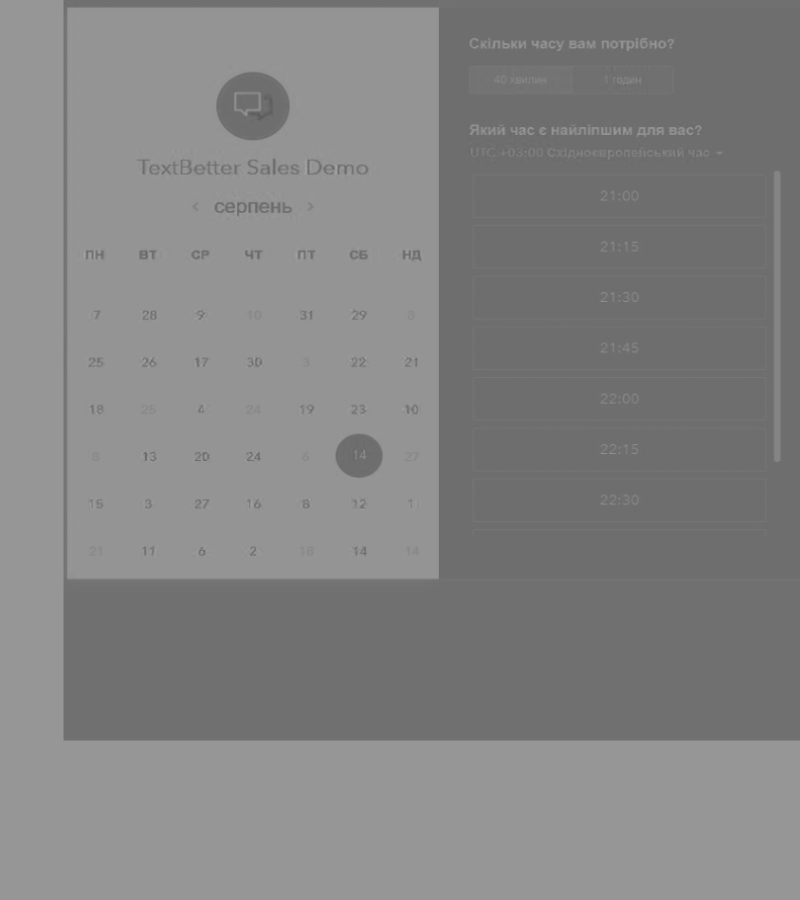 TextBetter Sales Demo
серпень
ПН ВТ СР ЧТ ПТ СБ НД
7 28 9 10 31 29 8
25 26 17 30 3 22 21
18 25 4 24 19 23 10
8 13 20 24 6 14 27
15 3 27 16 8 12 1
21 11 6 2 18 14 14
Скільки часу вам потрібно?
40 хвилин 1 годин
Який час є найліпшим для вас?
UTC +03:00 Східноєвропейський час
21:00
21:15
21:30
21:45
22:00
22:15
22:30